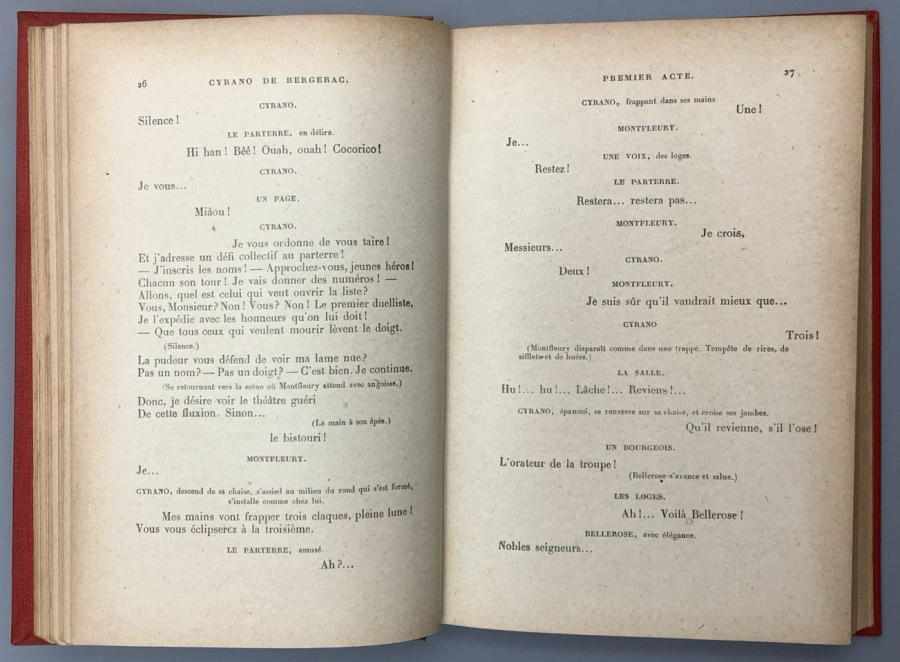 26 CYRANO DE BERGERAC.
CYRANO.
Silence !
LE PARTERRE, en délire.
Hi han ! Bêê ! Ouah, ouah ! Cocorico !
CYRANO.
Je vous...
UN PAGE.
Miâou !
CYRANO.
Je vous ordonne de vous taire !
Et j'adresse un défi collectif au parterre !
— J'inscris les noms ! — Approchez-vous, jeunes héros !
Chacun son tour ! Je vais donner des numéros ! —
Allons, quel est celui qui veut ouvrir la liste ?
Vous, Monsieur ? Non ! Vous ? Non ! Le premier duelliste,
Je l'expédie avec les honneurs qu'on lui doit !
— Que tous ceux qui veulent mourir lèvent le doigt.
(Silence.)
La pudeur vous défend de voir ma lame nue ?
Pas un nom ? — Pas un doigt ? — C'est bien. Je continue.
(Se retournant vers la scène où Montfleury attend avec angoisse.)
Donc, je désire voir le théâtre guéri
De cette fluxion. Sinon...
(La main à son épée.)
le bistouri !
MONTFLEURY.
Je...
CYRANO, descend de sa chaise, s'assied au milieu du rond qui s'est formé,
s'installe comme chez lui.
Mes mains vont frapper trois claques, pleine lune !
Vous vous éclipserez à la troisième.
LE PARTERRE, amusé.
Ah ?...
PREMIER ACTE. 27
CYRANO, frappant dans ses mains
Une !
MONTFLEURY.
Je...
UNE VOIX, des loges.
Restez !
LE PARTERRE.
Restera... restera pas...
MONTFLEURY.
Je crois,
Messieurs...
CYRANO.
Deux !
MONTFLEURY.
Je suis sûr qu'il vaudrait mieux que...
CYRANO
Trois !
(Montfleury disparaît comme dans une trappe. Tempête de rires, de
sifflets et de huées.)
LA SALLE.
Hu !... hu !... Lâche !... Reviens !...
CYRANO, épanoui, se renverse sur sa chaise, et croise ses jambes.
Qu'il revienne, s'il l'ose !
UN BOURGEOIS.
L'orateur de la troupe !
(Bellerose s'avance et salue.)
LES LOGES.
Ah !... Voilà Bellerose !
BELLEROSE, avec élégance.
Nobles seigneurs...